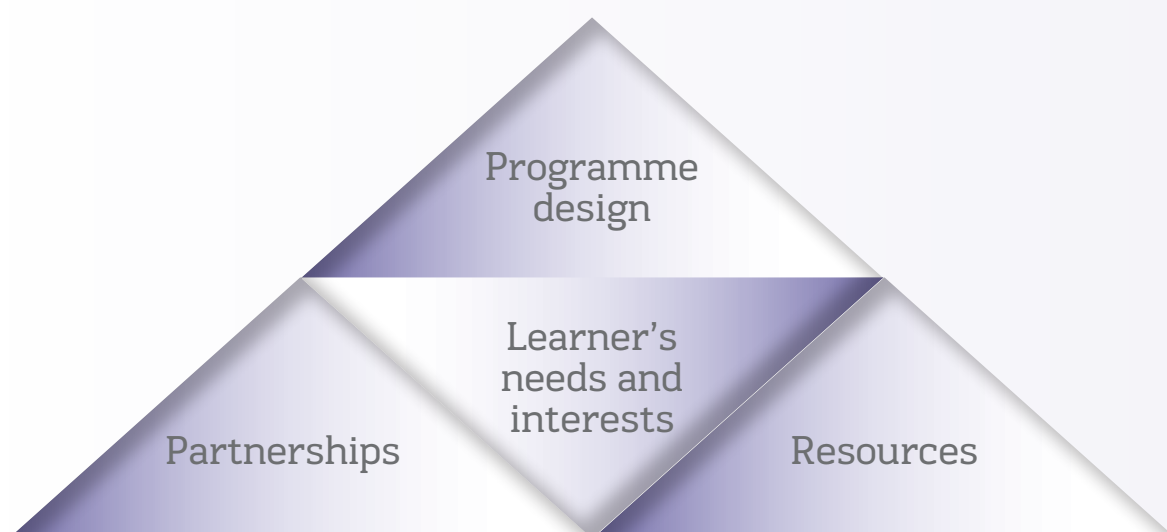 Programme
design
Learner’s
needs and
interests
Partnerships
Resources